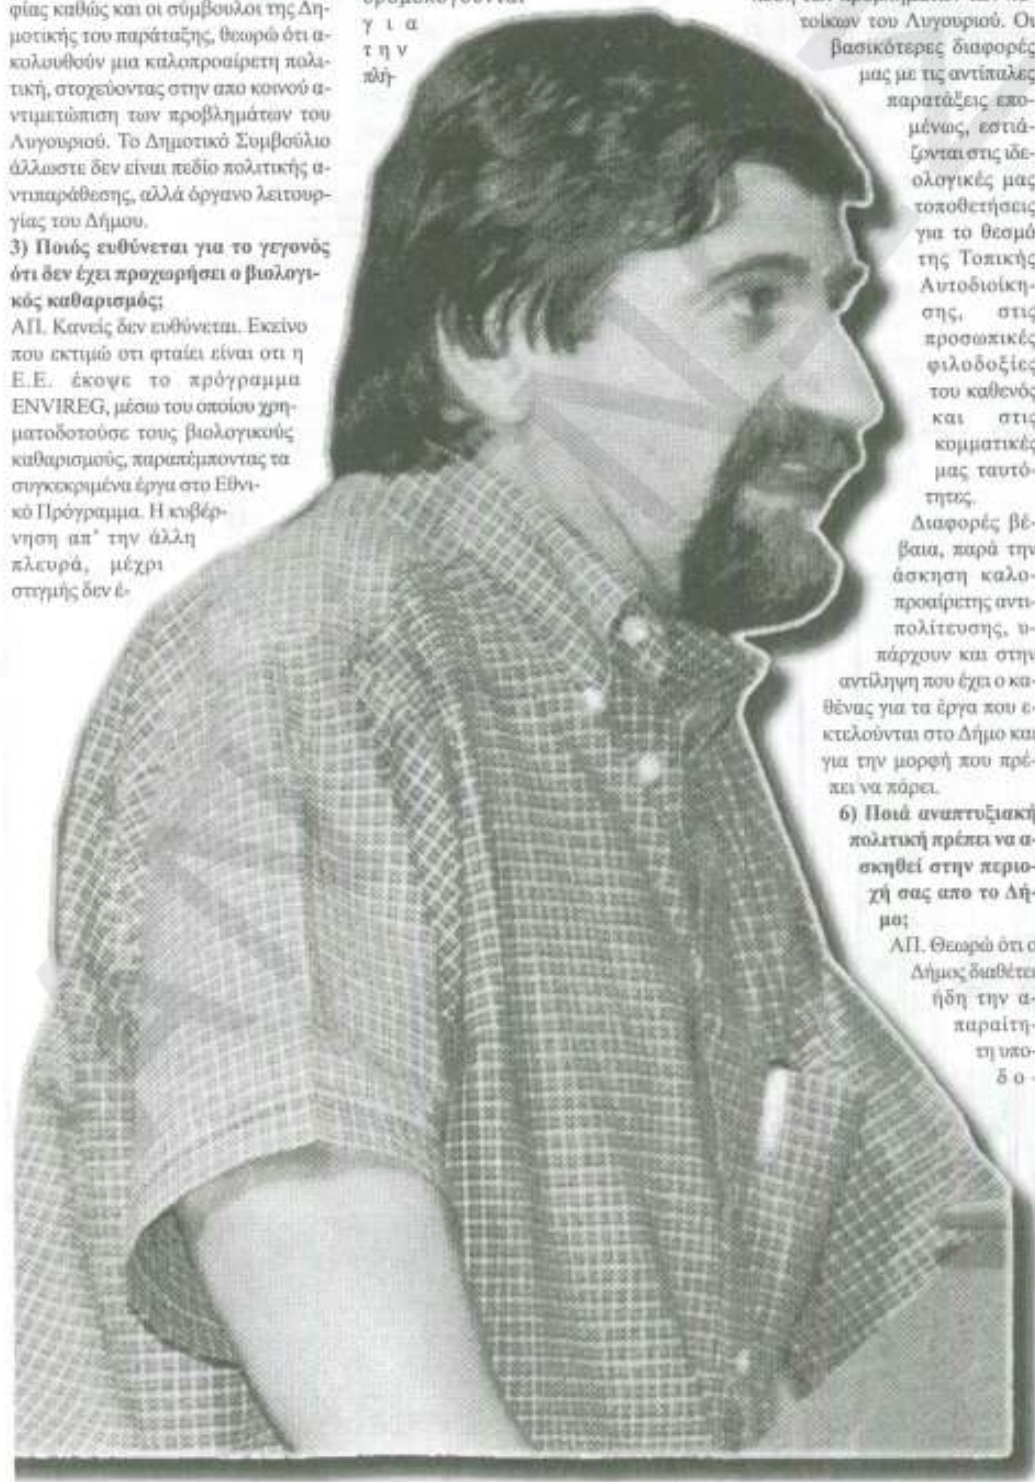 φίας καθώς και οι σύμβουλοι της Δη-
μοτικής του παράταξης, θεωρώ ότι α-
κολουθούν μια καλοπροαίρετη πολι-
τική, στοχεύοντας στην απο κοινού α-
ντιμετώπιση των προβλημάτων του
Λυγουριού. Το Δημοτικό Συμβούλιο
άλλωστε δεν είναι πεδίο πολιτικής α-
ντιπαράθεσης, αλλά όργανο λειτουρ-
γίας του Δήμου.
3) Ποιός ευθύνεται για το γεγονός
ότι δεν έχει προχωρήσει ο βιολογι-
κός καθαρισμός;
ΑΠ. Κανείς δεν ευθύνεται. Εκείνο
που εκτιμώ οτι φταίει είναι οτι η
Ε.Ε. έκοψε το πρόγραμμα
ENVIREG, μέσω του οποίου χρη-
ματοδοτούσε τους βιολογικούς
καθαρισμούς, παραπέμποντας τα
συγκεκριμένα έργα στο Εθνι-
κό Πρόγραμμα. Η κυβέρ-
νηση απ' την άλλη
πλευρά, μέχρι
στιγμής δεν έ-
για
την
πλή-
τοίκων του Λυγουριού. Οι
βασικότερες διαφορές
μας με τις αντίπαλες
παρατάξεις επο-
μένως, εστιά-
ζονται στις ιδε-
ολογικές μας
τοποθετήσεις
για το θεσμό
της Τοπικής
Αυτοδιοίκη-
σης, στις
προσωπικές
φιλοδοξίες
του καθενός
και στις
κομματικές
μας ταυτό-
τητες.
Διαφορές βέ-
βαια, παρά την
άσκηση καλο-
προαίρετης αντι-
πολίτευσης, υ-
πάρχουν και στην
αντίληψη που έχει ο κα-
θένας για τα έργα που ε-
κτελούνται στο Δήμο και
για την μορφή που πρέ-
πει να πάρει.
6) Ποιά αναπτυξιακή
πολιτική πρέπει να α-
σκηθεί στην περιο-
χή σας απο το Δή-
μο;
ΑΠ. Θεωρώ ότι ο
Δήμος διαθέτει
ήδη την α-
παραίτη-
τη υπο-
δο-